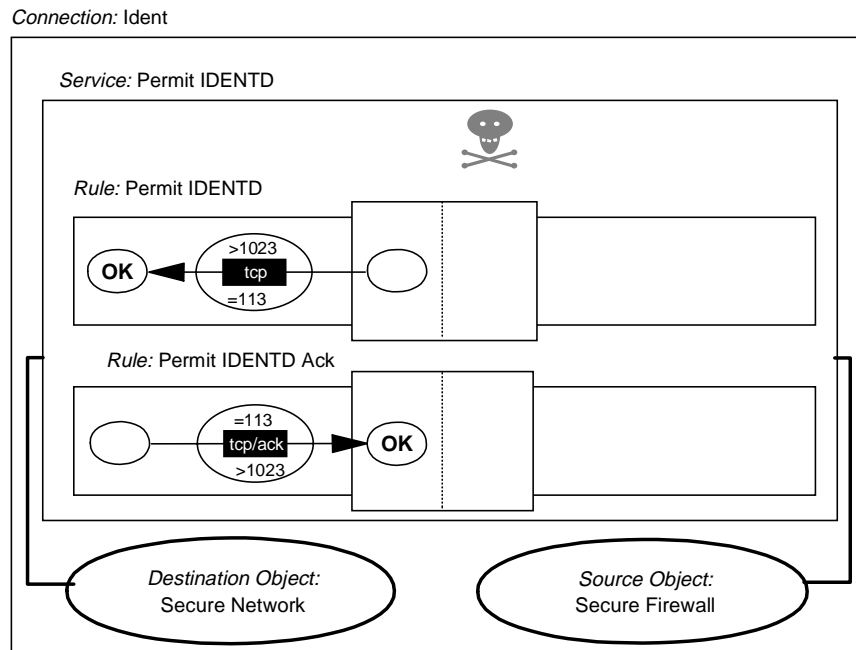 Connection: Ident
Service: Permit IDENTD
Rule: Permit IDENTD
>1023
OK
tcp
=113
Rule: Permit IDENTD Ack
=113
tcp/ack
OK
>1023
Destination Object:
Secure Network
Source Object:
Secure Firewall